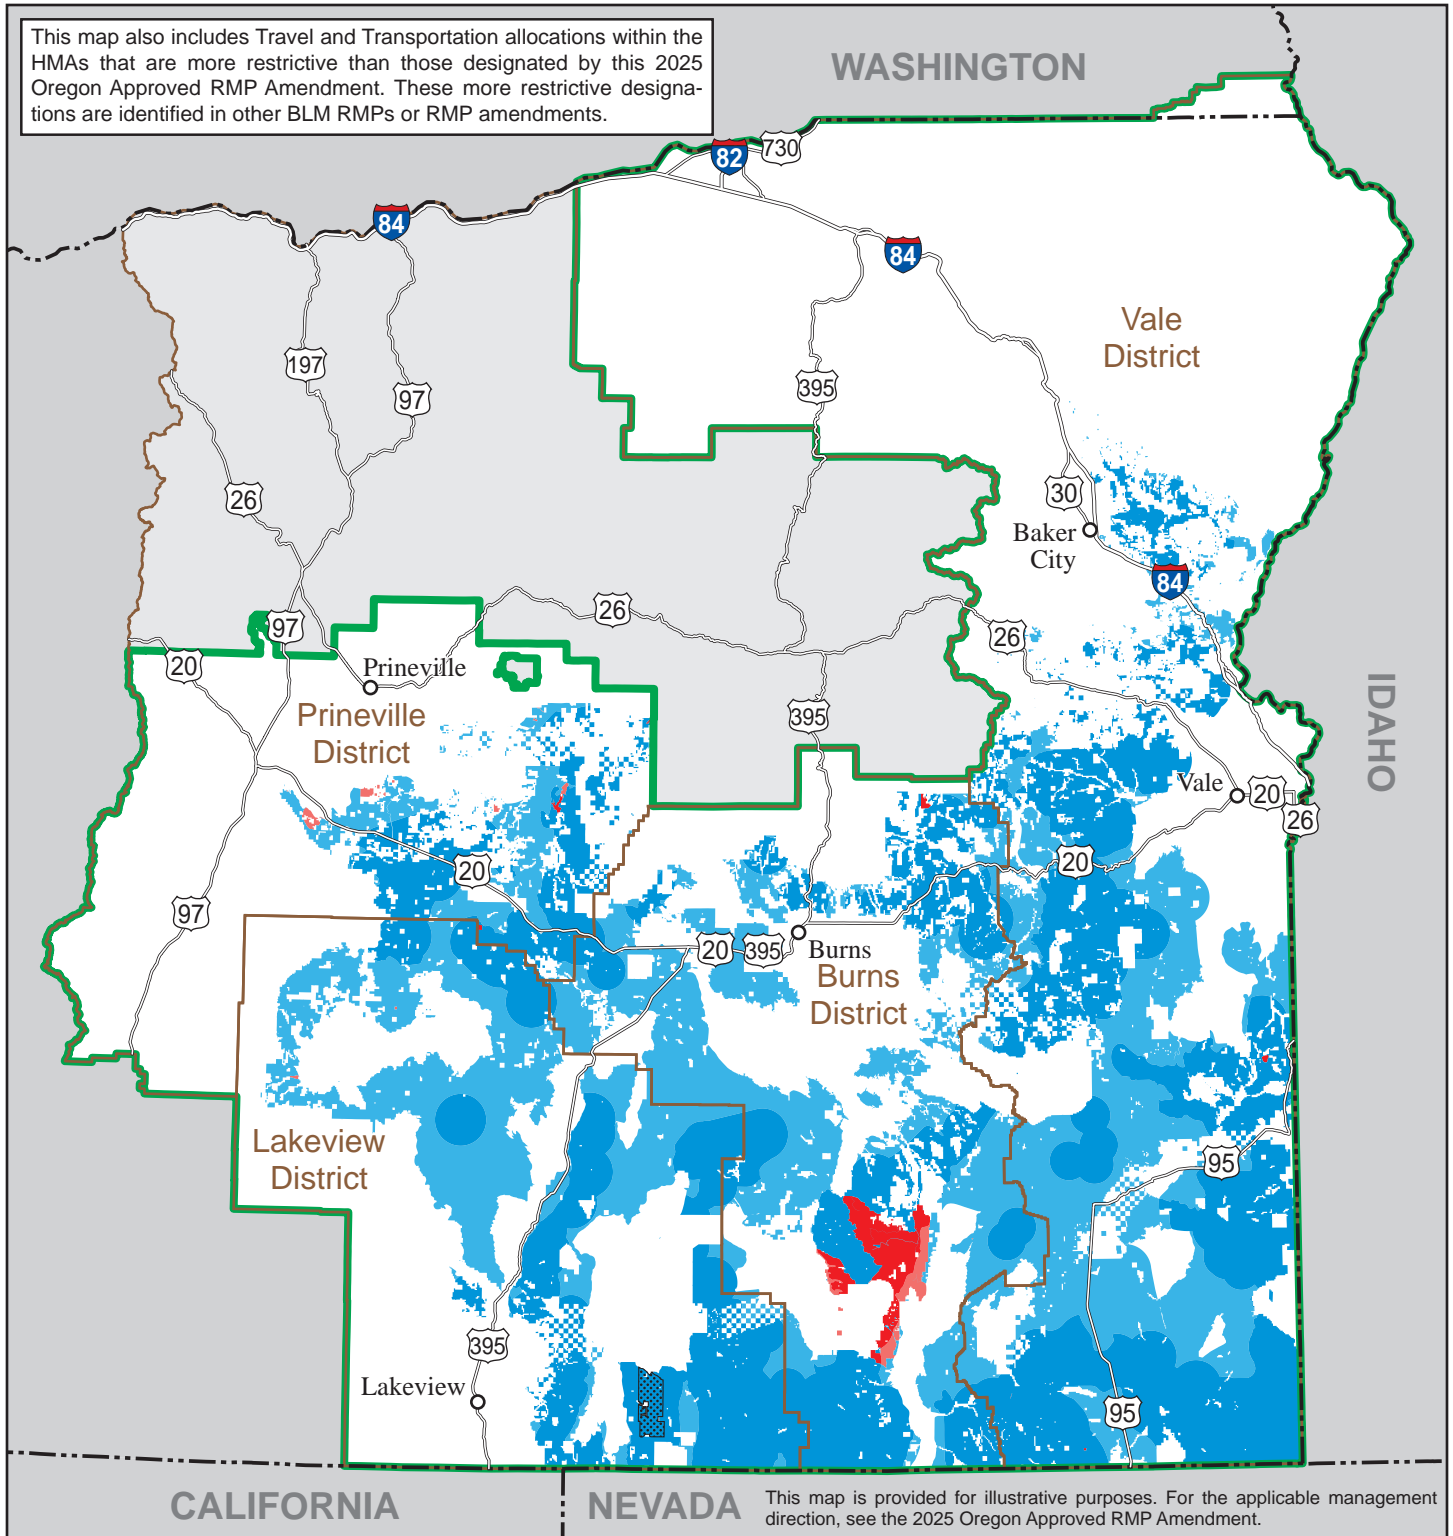 This map also includes Travel and Transportation allocations within the
HMAs that are more restrictive than those designated by this 2025
Oregon Approved RMP Amendment. These more restrictive designa-
tions are identified in other BLM RMPs or RMP amendments.
WASHINGTON
82
730
84
84
Vale
District
197
97
395
26
30
Baker
City
84
97
26
26
20
Prineville
IDAHO
Prineville
District
395
Vale
20
26
20
20
97
20
395
Burns
Burns
District
Lakeview
District
95
395
Lakeview
95
CALIFORNIA
NEVADA
This map is provided for illustrative purposes. For the applicable management
direction, see the 2025 Oregon Approved RMP Amendment.